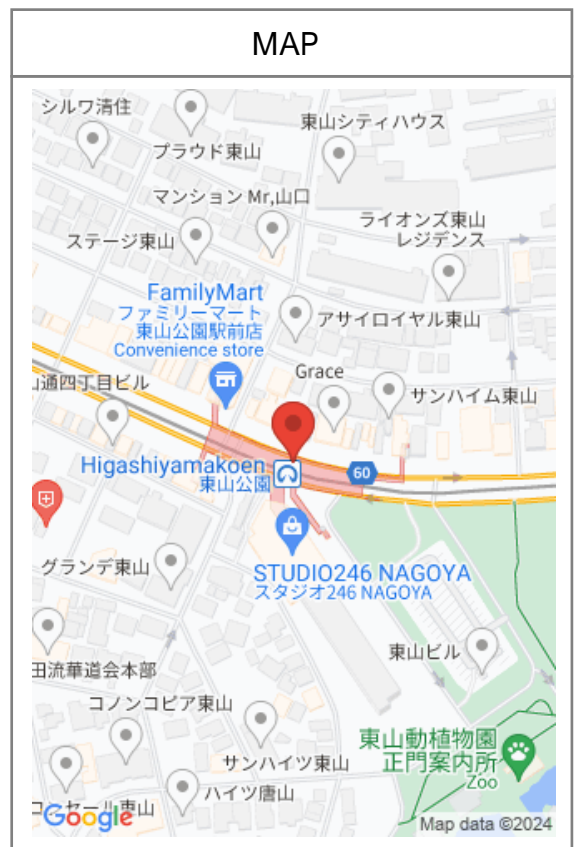 MAP
シルワ清住
東山シティハウス
プラウド東山
マンション Mr,山口
ライオンズ東山
レジデンス
ステージ東山
FamilyMart
ファミリーマート
東山公園駅前店
Convenience store
アサイロイヤル東山
Grace
通四丁目ビル
サンハイム東山
Higashiyamakoen
東山公園
60
STUDIO246 NAGOYA
スタジオ246 NAGOYA
グランデ東山
東山ビル
田流華道会本部
コノンコピア東山
東山動植物園
正門案内所
Zoo
サンハイツ東山
ハイツ唐山
セール東山
Google
Map data ©2024